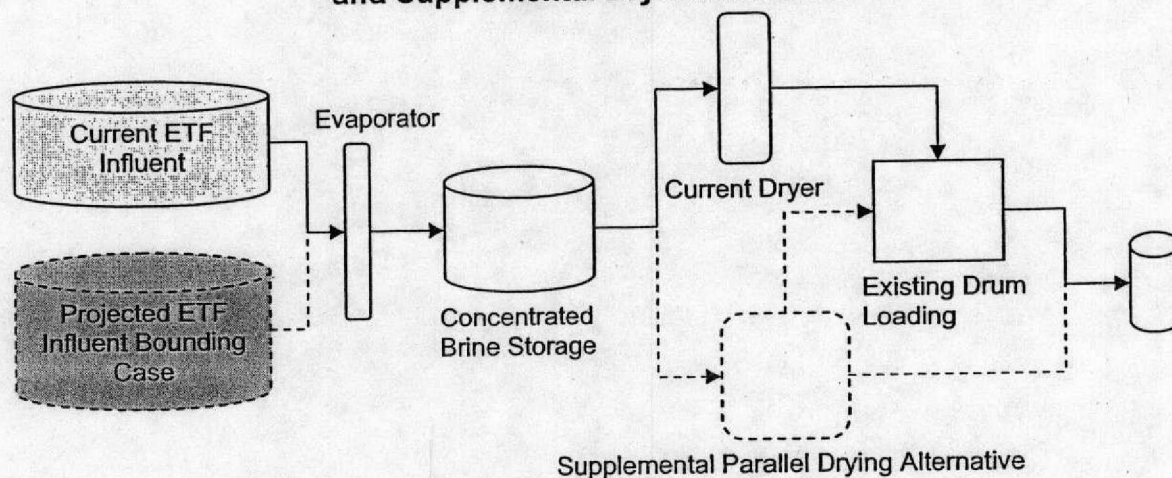 Current ETF
Influent
Evaporator
Current Dryer
Projected ETF
Influent Bounding
Case
Concentrated
Brine Storage
Existing Drum
Loading
Supplemental Parallel Drying Alternative